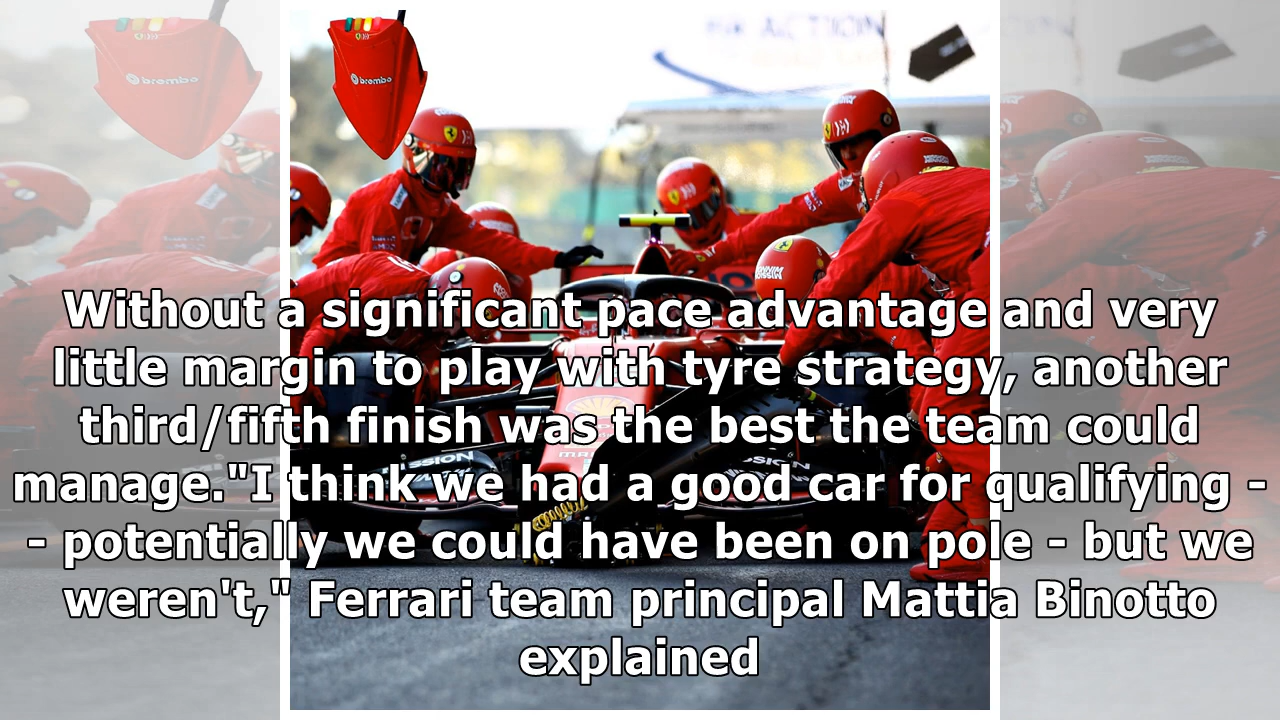 brembo
brembo
Without a significant pace advantage and very
little margin to play with tyre strategy, another
third/fifth finish was the best the team could
manage."I think we had a good car for qualifying -
- potentially we could have been on pole - but we
weren't," Ferrari team principal Mattia Binotto
explained